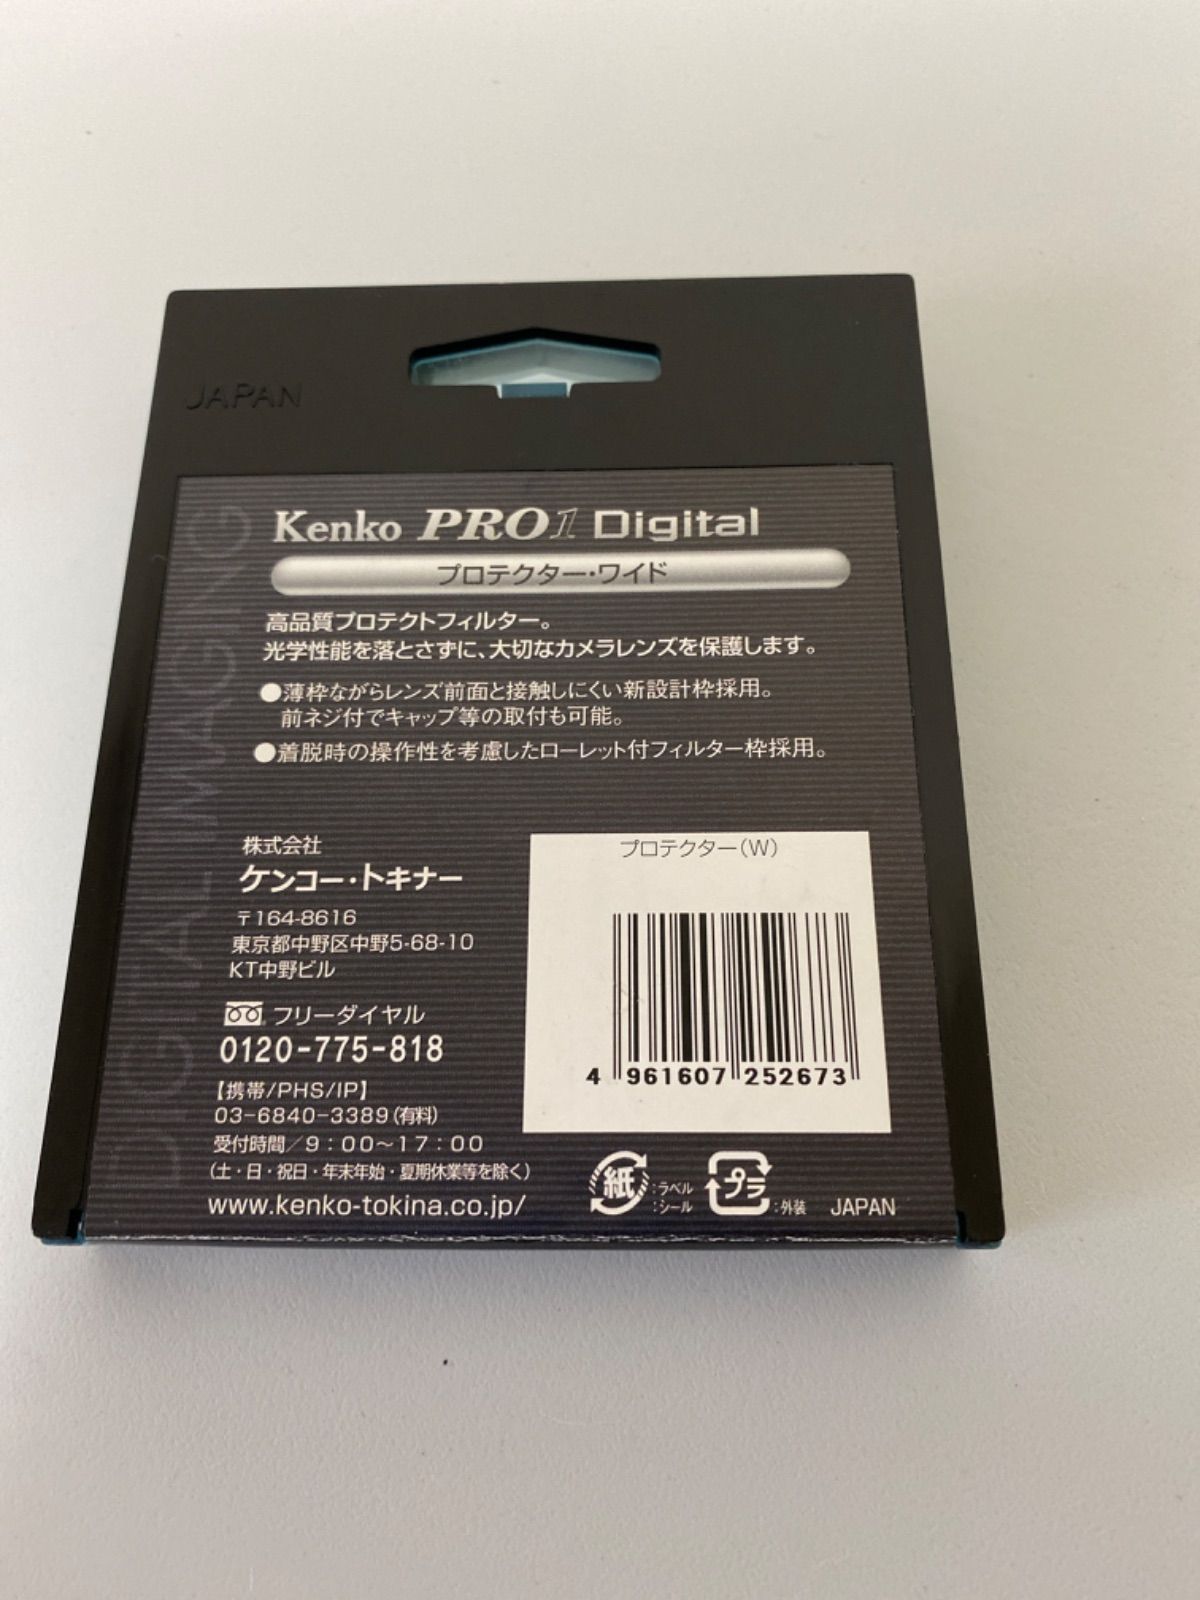 JAPAN
Kenko PRO1 Digital
プロテクター・ワイド
高品質プロテクトフィルター。
光学性能を落とさずに、大切なカメラレンズを保護します。
●薄枠ながらレンズ前面と接触しにくい新設計枠採用。
前ネジ付でキャップ等の取付も可能。
●着脱時の操作性を考慮したローレット付フィルター枠採用。
DIGITAL IMAGING
株式会社
ケンコー・トキナー
〒164-8616
東京都中野区中野5-68-10
KT中野ビル
フリーダイヤル
0120-775-818
【携帯/PHS/IP】
03-6840-3389(有料)
受付時間/9:00~17:00
(土・日・祝日・年末年始・夏期休業等を除く)
www.kenko-tokina.co.jp/
プロテクター(W)
4 961607 252673
紙 :ラベル
:シール
プラ :外装
JAPAN